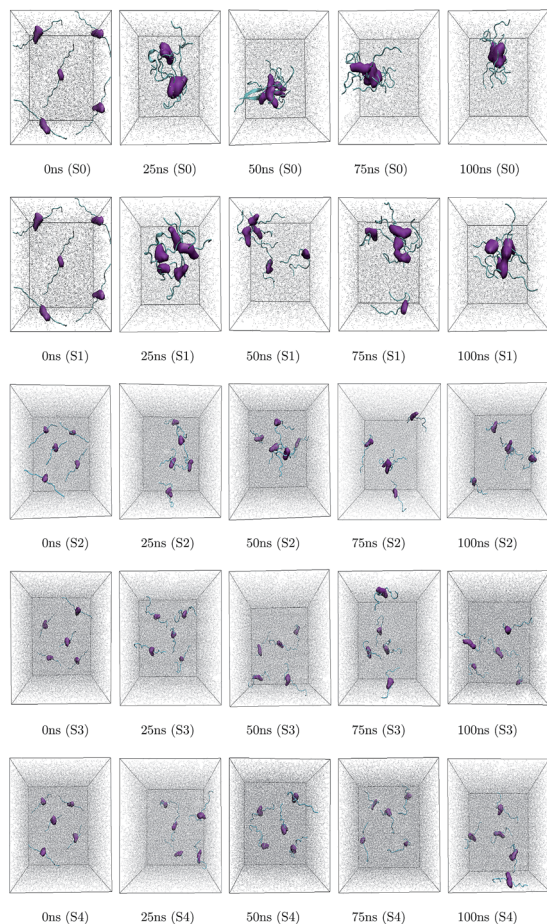 0ns (S0) 25ns (S0) 50ns (S0) 75ns (S0) 100ns (S0)
0ns (S1) 25ns (S1) 50ns (S1) 75ns (S1) 100ns (S1)
0ns (S2) 25ns (S2) 50ns (S2) 75ns (S2) 100ns (S2)
0ns (S3) 25ns (S3) 50ns (S3) 75ns (S3) 100ns (S3)
0ns (S4) 25ns (S4) 50ns (S4) 75ns (S4) 100ns (S4)